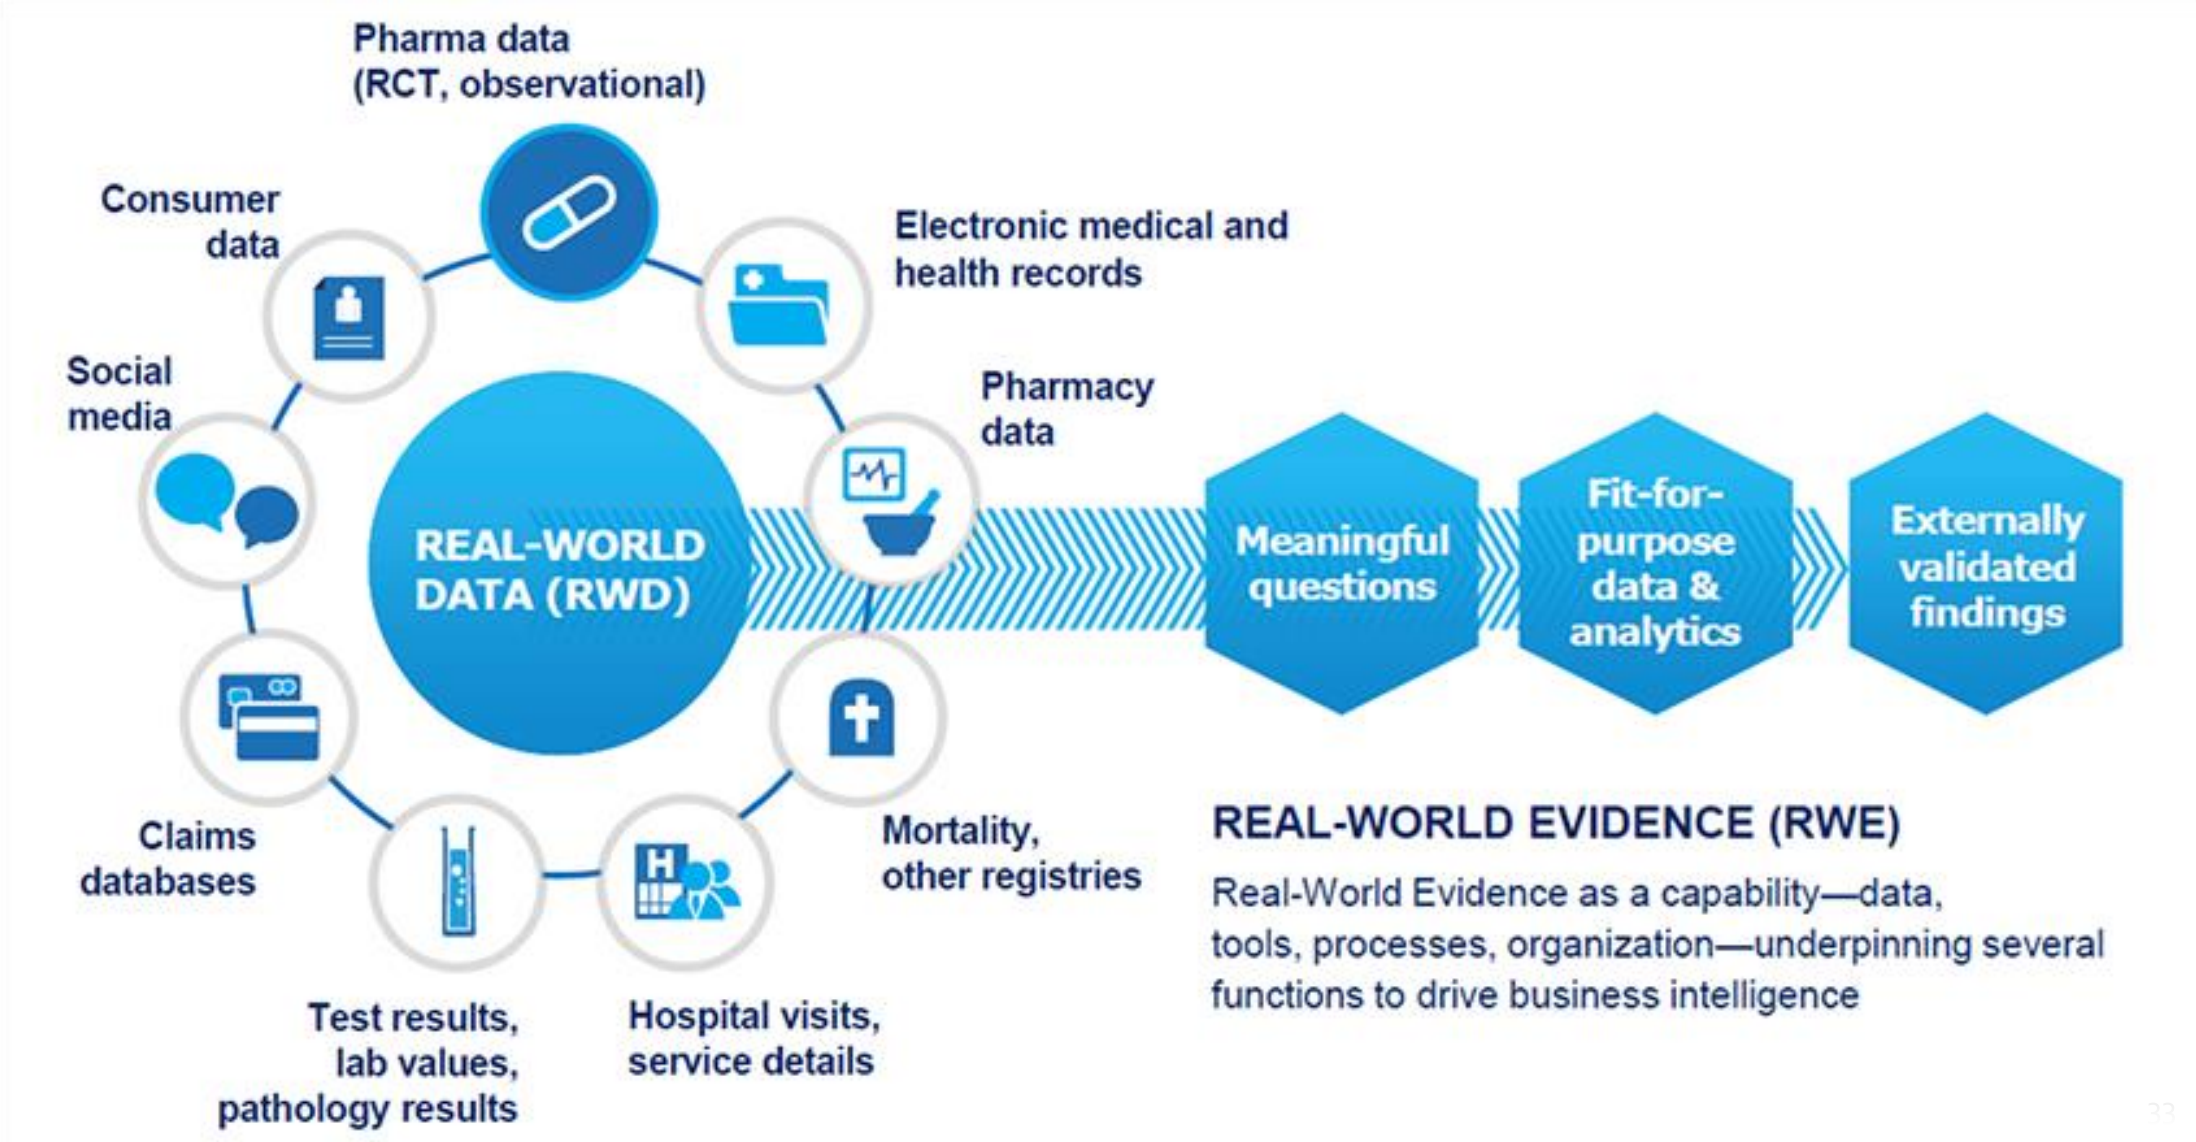 Pharma data
(RCT, observational)
Consumer
data
Electronic medical and
health records
Social
media
Pharmacy
data
REAL-WORLD
DATA (RWD)
Meaningful
questions
Fit-for-
purpose
data &
analytics
Externally
validated
findings
Claims
databases
Mortality,
other registries
H
Test results,
lab values,
pathology results
Hospital visits,
service details
REAL-WORLD EVIDENCE (RWE)
Real-World Evidence as a capability—data,
tools, processes, organization—underpinning several
functions to drive business intelligence
33